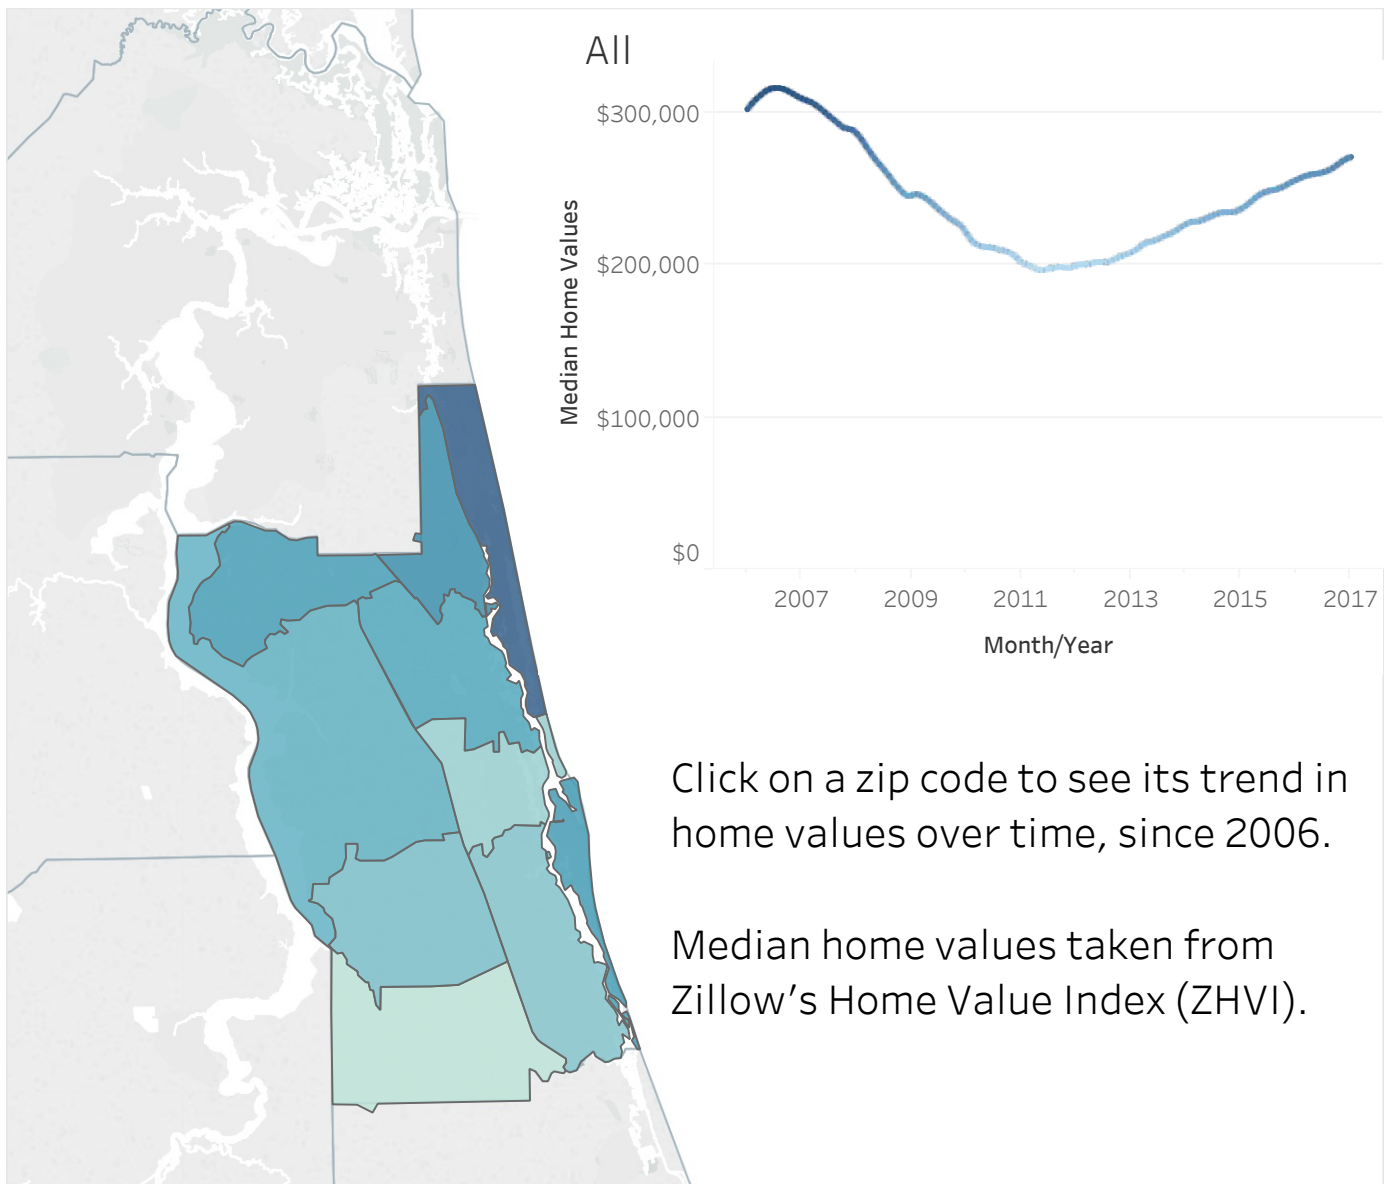 All
$300,000
$200,000
$100,000
$0
Median Home Values
2007 2009 2011 2013 2015 2017
Month/Year
Click on a zip code to see its trend in
home values over time, since 2006.
Median home values taken from
Zillow's Home Value Index (ZHVI).